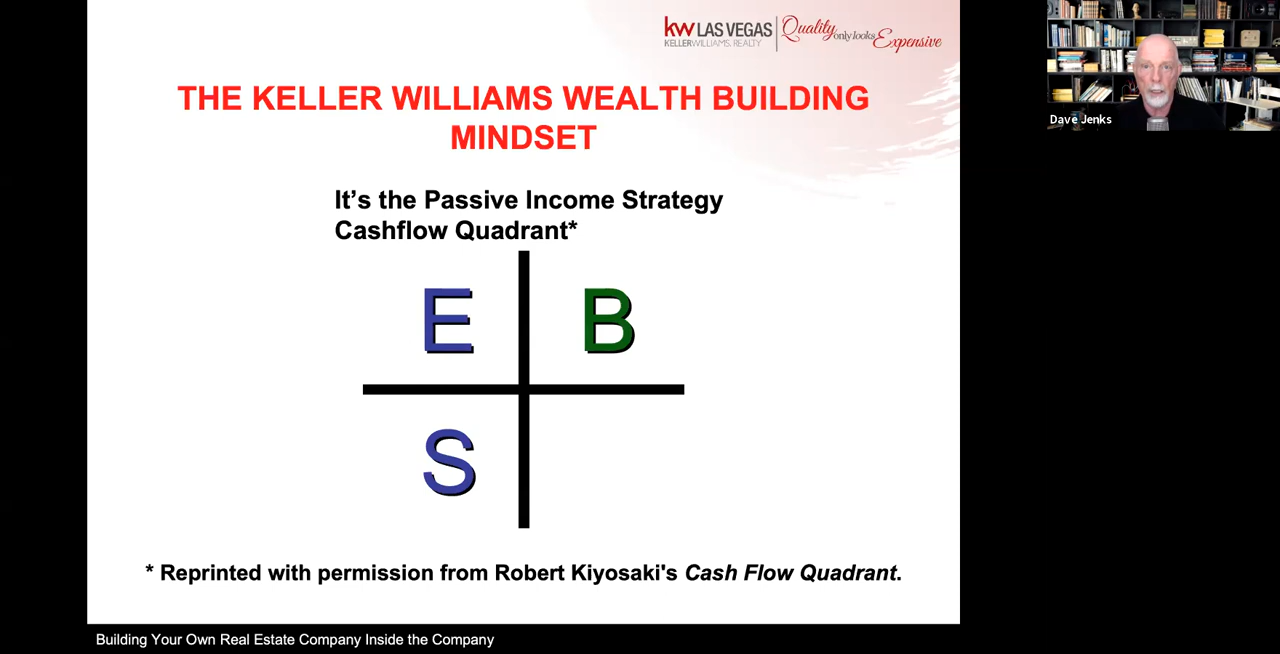 kw LAS VEGAS
KELLERWILLIAMS. REALTY
Quality only looks Expensive
THE KELLER WILLIAMS WEALTH BUILDING
MINDSET
It's the Passive Income Strategy
Cashflow Quadrant*
E
B
S
* Reprinted with permission from Robert Kiyosaki's Cash Flow Quadrant.
Building Your Own Real Estate Company Inside the Company
Dave Jenks